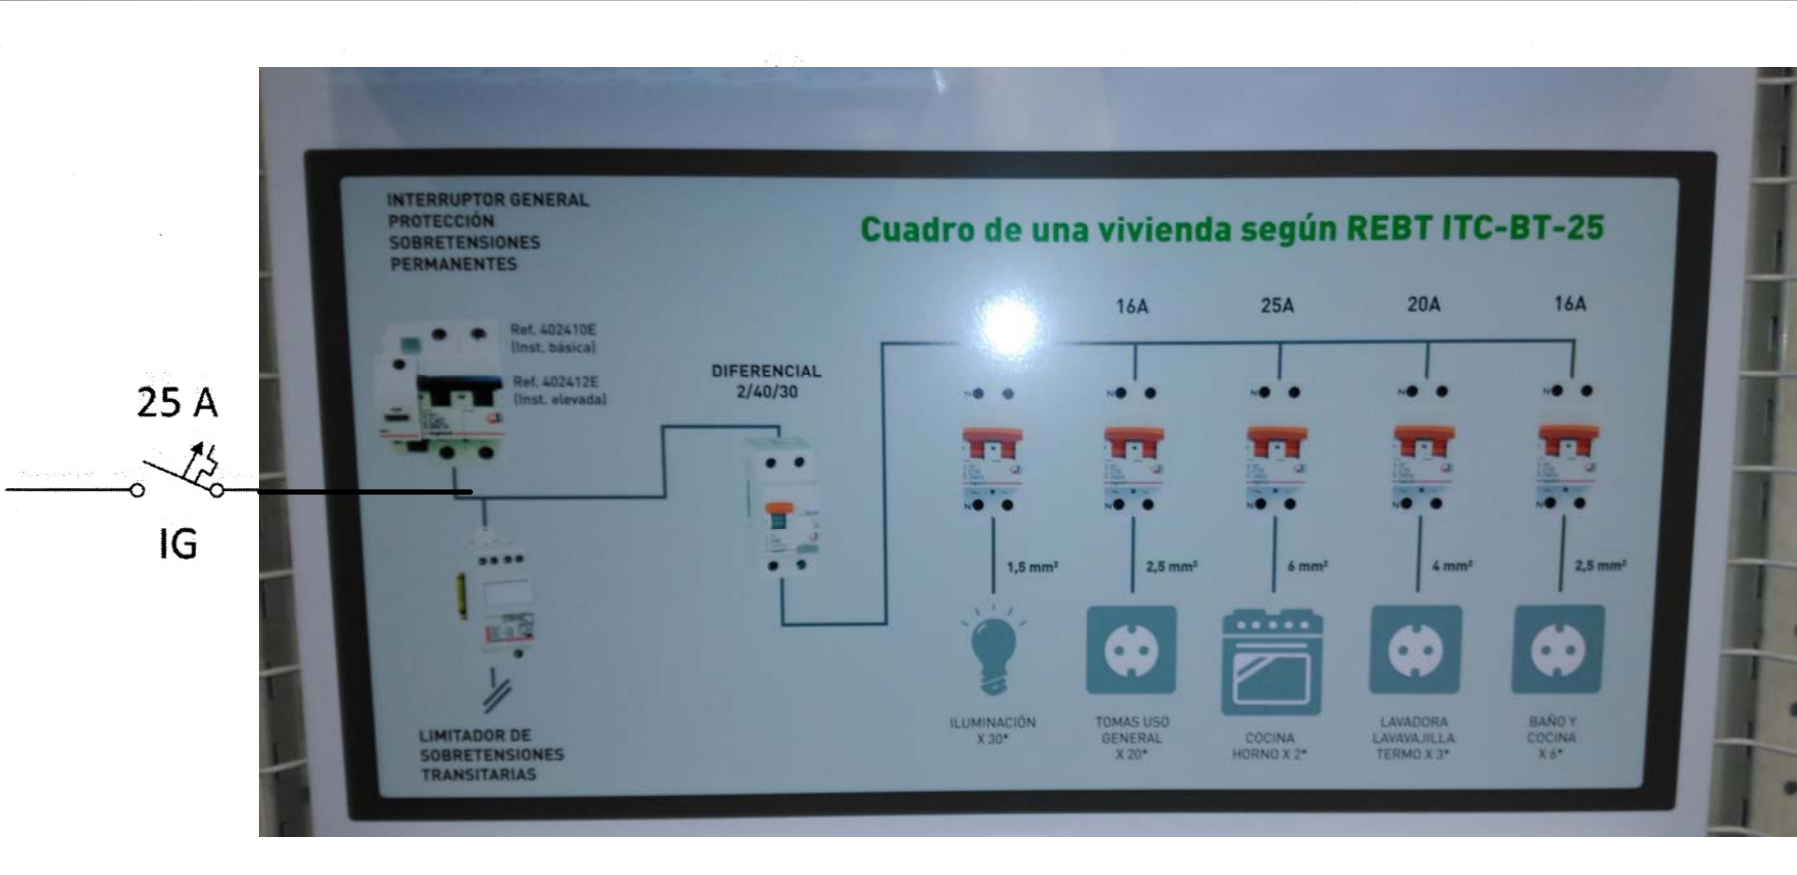 INTERRUPTOR GENERAL
PROTECCIÓN
SOBRETENSIONES
PERMANENTES
Cuadro de una vivienda según REBT ITC-BT-25
16A
25A
20A
16A
Ref. 402410E
(Inst. básica)
Ref. 402412E
(Inst. elevada)
DIFERENCIAL
2/40/30
25 A
IG
N
N
N
N
N
N
N
N
N
N
1,5 mm²
2,5 mm²
6 mm²
4 mm²
2,5 mm²
LIMITADOR DE
SOBRETENSIONES
TRANSITARIAS
ILUMINACIÓN
X 30*
TOMAS USO
GENERAL
X 20*
COCINA
HORNO X 2*
LAVADORA
LAVAVAJILLA
TERMO X 3*
BAÑO Y
COCINA
X 6*